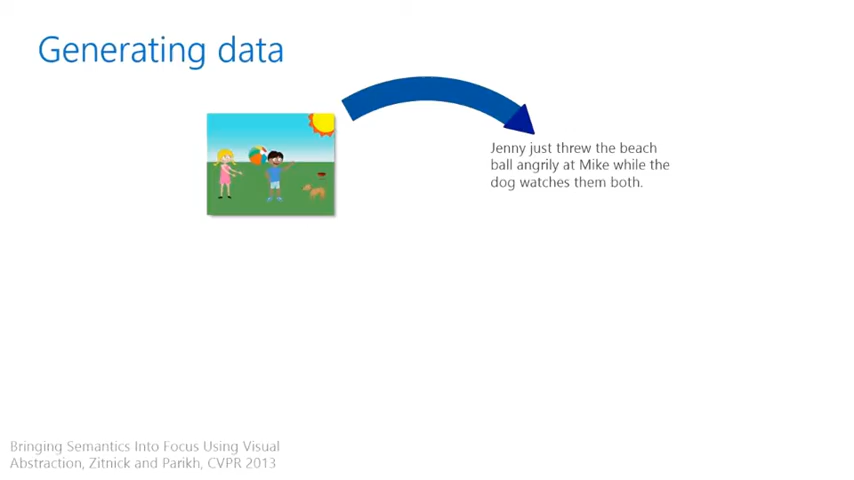 Generating data
Jenny just threw the beach
ball angrily at Mike while the
dog watches them both.
Bringing Semantics Into Focus Using Visual
Abstraction, Zitnick and Parikh, CVPR 2013